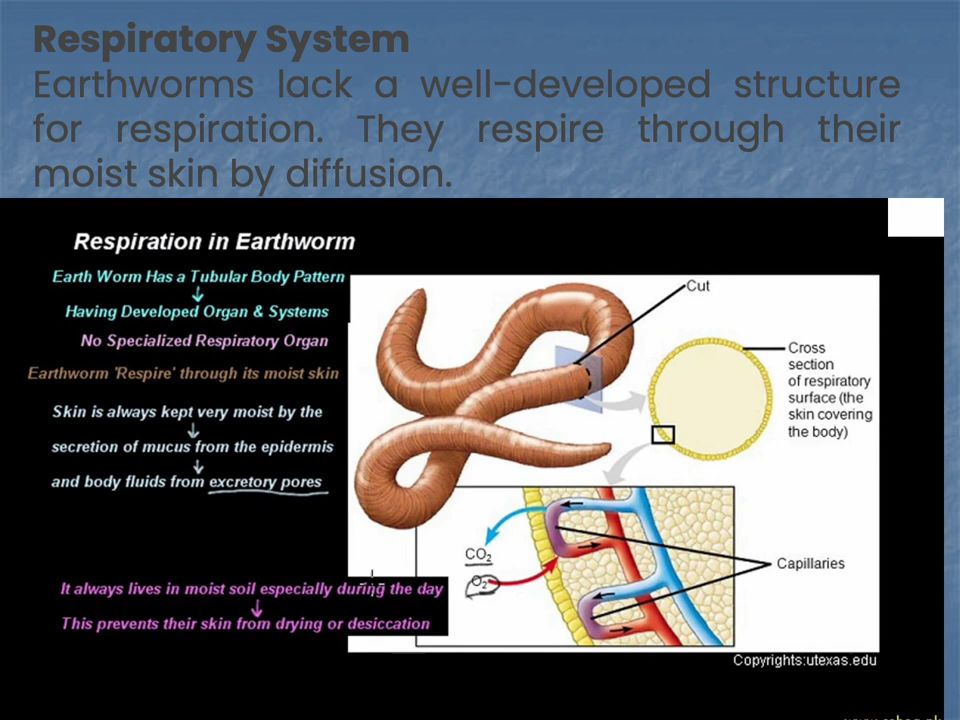 Respiratory System
Earthworms lack a well-developed structure
for respiration. They respire through their
moist skin by diffusion.
Respiration in Earthworm
Earth Worm Has a Tubular Body Pattern
Having Developed Organ & Systems
No Specialized Respiratory Organ
Earthworm 'Respire' through its moist skin
Skin is always kept very moist by the
secretion of mucus from the epidermis
and body fluids from excretory pores
It always lives in moist soil especially during the day
This prevents their skin from drying or desiccation
Cut
Cross
section
of respiratory
surface (the
skin covering
the body)
CO₂
O₂
Capillaries
Copyrights:utexas.edu